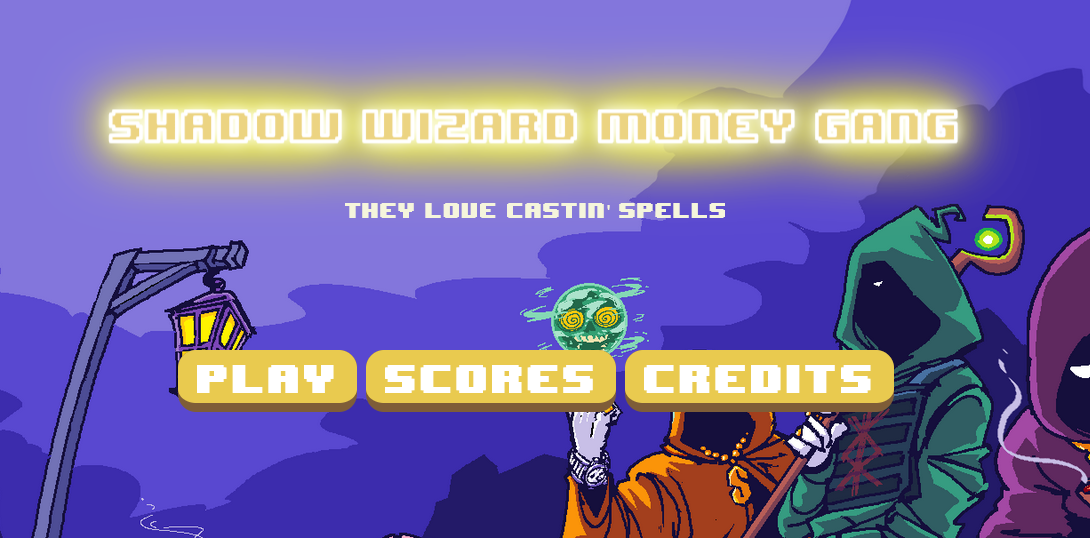 SHADOW WIZARD MONEY GANG
THEY LOVE CASTIN' SPELLS
PLAY SCORES CREDITS